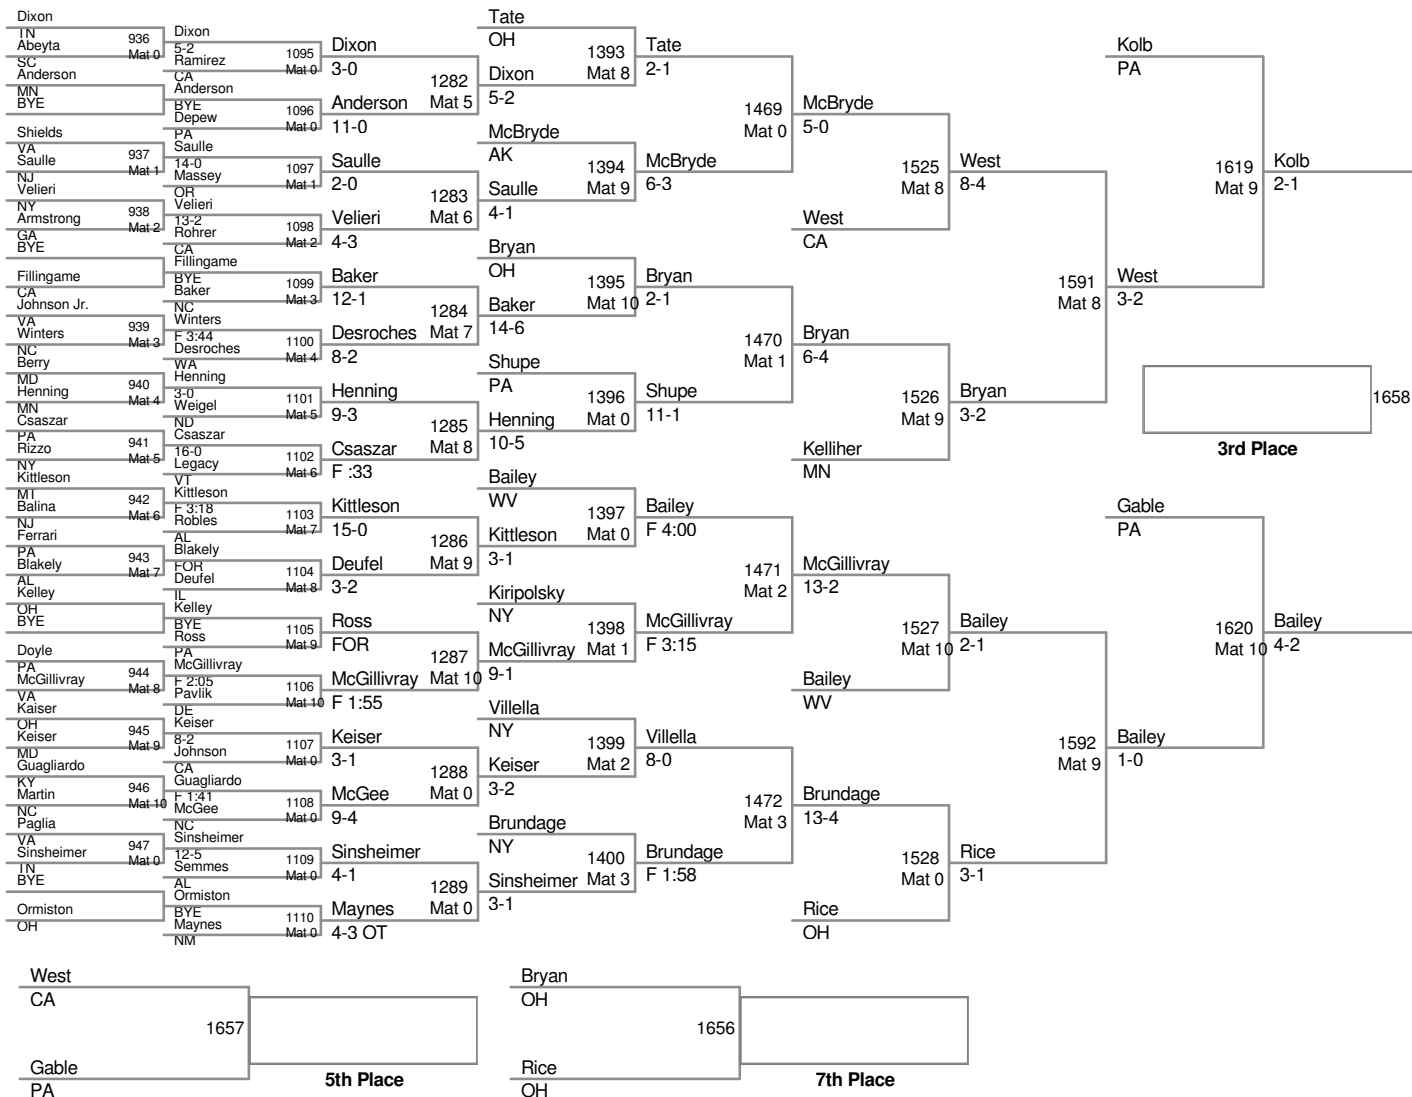 Dixon
TN
Abeyta
SC
Anderson
MN
BYE
Shields
VA
Saulle
NJ
Velieri
NY
Armstrong
GA
BYE
Fillingame
CA
Johnson Jr.
VA
Winters
NC
Berry
MD
Henning
MN
Csaszar
PA
Rizzo
NY
Kittleson
MT
Balina
NJ
Ferrari
PA
Blakely
AL
Kelley
OH
BYE
Doyle
PA
McGillivray
VA
Kaiser
OH
Keiser
MD
Guagliardo
KY
Martin
NC
Paglia
VA
Sinsheimer
TN
BYE
Ormiston
OH
936
Mat 0
937
Mat 1
938
Mat 2
939
Mat 3
940
Mat 4
941
Mat 5
942
Mat 6
943
Mat 7
944
Mat 8
945
Mat 9
946
Mat 10
947
Mat 0
Dixon
5-2
Ramirez
CA
Anderson
BYE
Depew
PA
Saulle
14-0
Massey
OR
Velieri
13-2
Rohrer
CA
Fillingame
BYE
Baker
NC
Winters
F 3:44
Desroches
WA
Henning
3-0
Weigel
ND
Csaszar
16-0
Legacy
VT
Kittleson
F 3:18
Robles
AL
Blakely
FOR
Deufel
IL
Kelley
BYE
Ross
PA
McGillivray
F 2:05
Pavlik
DE
Keiser
8-2
Johnson
CA
Guagliardo
F 1:41
McGee
NC
Sinsheimer
12-5
Semmes
AL
Ormiston
BYE
Maynes
NM
1095
Mat 0
1096
Mat 0
1097
Mat 1
1098
Mat 2
1099
Mat 3
1100
Mat 4
1101
Mat 5
1102
Mat 6
1103
Mat 7
1104
Mat 8
1105
Mat 9
1106
Mat 10
1107
Mat 0
1108
Mat 0
1109
Mat 0
1110
Mat 0
Dixon
3-0
Anderson
11-0
Saulle
2-0
Velieri
4-3
Baker
12-1
Desroches
8-2
Henning
9-3
Csaszar
F :33
Kittleson
15-0
Deufel
3-2
Ross
FOR
McGillivray
F 1:55
Keiser
3-1
McGee
9-4
Sinsheimer
4-1
Maynes
4-3 OT
1282
Mat 5
1283
Mat 6
1284
Mat 7
1285
Mat 8
1286
Mat 9
1287
Mat 10
1288
Mat 0
1289
Mat 0
Tate
OH
Dixon
5-2
McBryde
AK
Saulle
4-1
Bryan
OH
Baker
14-6
Shupe
PA
Henning
10-5
Bailey
WV
Kittleson
3-1
Kiripolsky
NY
McGillivray
9-1
Villella
NY
Keiser
3-2
Brundage
NY
Sinsheimer
3-1
1393
Mat 8
1394
Mat 9
1395
Mat 10
1396
Mat 0
1397
Mat 0
1398
Mat 1
1399
Mat 2
1400
Mat 3
Tate
2-1
McBryde
6-3
Bryan
2-1
Shupe
11-1
Bailey
F 4:00
McGillivray
F 3:15
Villella
8-0
Brundage
F 1:58
1469
Mat 0
1470
Mat 1
1471
Mat 2
1472
Mat 3
McBryde
5-0
West
CA
Bryan
6-4
Kelliher
MN
McGillivray
13-2
Bailey
WV
Brundage
13-4
Rice
OH
1525
Mat 8
1526
Mat 9
1527
Mat 10
1528
Mat 0
West
8-4
Bryan
3-2
Bailey
2-1
Rice
3-1
1591
Mat 8
1592
Mat 9
Kolb
PA
West
3-2
Gable
PA
Bailey
1-0
1619
Mat 9
1620
Mat 10
Kolb
2-1
Bailey
4-2
1658
3rd Place
West
CA
1657
Gable
PA
5th Place
Bryan
OH
1656
Rice
OH
7th Place